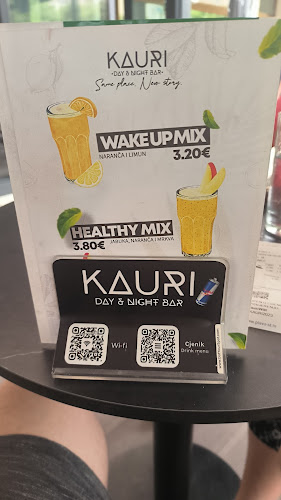 KAURI
•DAY & NIGHT BAR•
Same place, New story.
WAKE UP MIX
NARANČA I LIMUN
3.20€
HEALTHY MIX
3.80€
JABUKA, NARANČA I MRKVA
KAURI
DAY & NIGHT BAR
Wi-fi
Cjenik
Drink menu